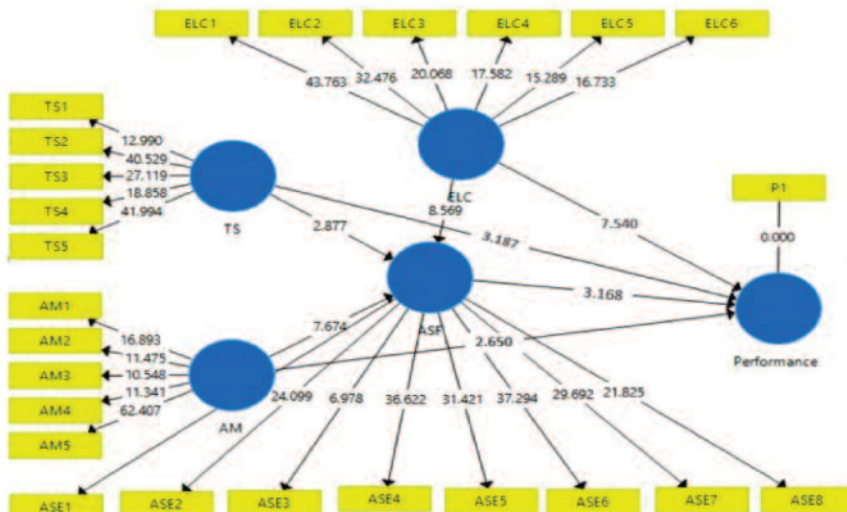 ELC1 ELC2 ELC3 ELC4 ELC5 ELC6
43.763 32.476 20.068 17.582 15.289 16.733
TS1
TS2
TS3
TS4
TS5
12.990
40.529
27.119
18.858
41.994
TS
ELC
P1
0.000
8.569
2.877
3.187
7.540
ASE
3.168
Performance
AM1
AM2
AM3
AM4
AM5
16.893
11.475
10.548
11.341
62.407
AM
7.674
2.650
24.099 6.978 36.622 31.421 37.294 29.692 21.825
ASE1 ASE2 ASE3 ASE4 ASE5 ASE6 ASE7 ASE8